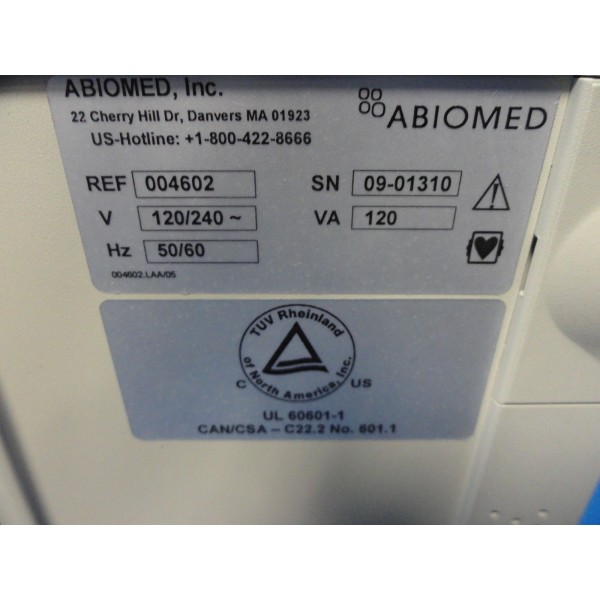 ABIOMED, Inc.
22 Cherry Hill Dr, Danvers MA 01923
US-Hotline: +1-800-422-8666
ABIOMED
REF 004602 SN 09-01310
V 120/240 ~ VA 120
Hz 50/60
004602.LAA/05
TUV Rheinland
of North America, Inc.
C US
UL 60601-1
CAN/CSA – C22.2 No. 601.1